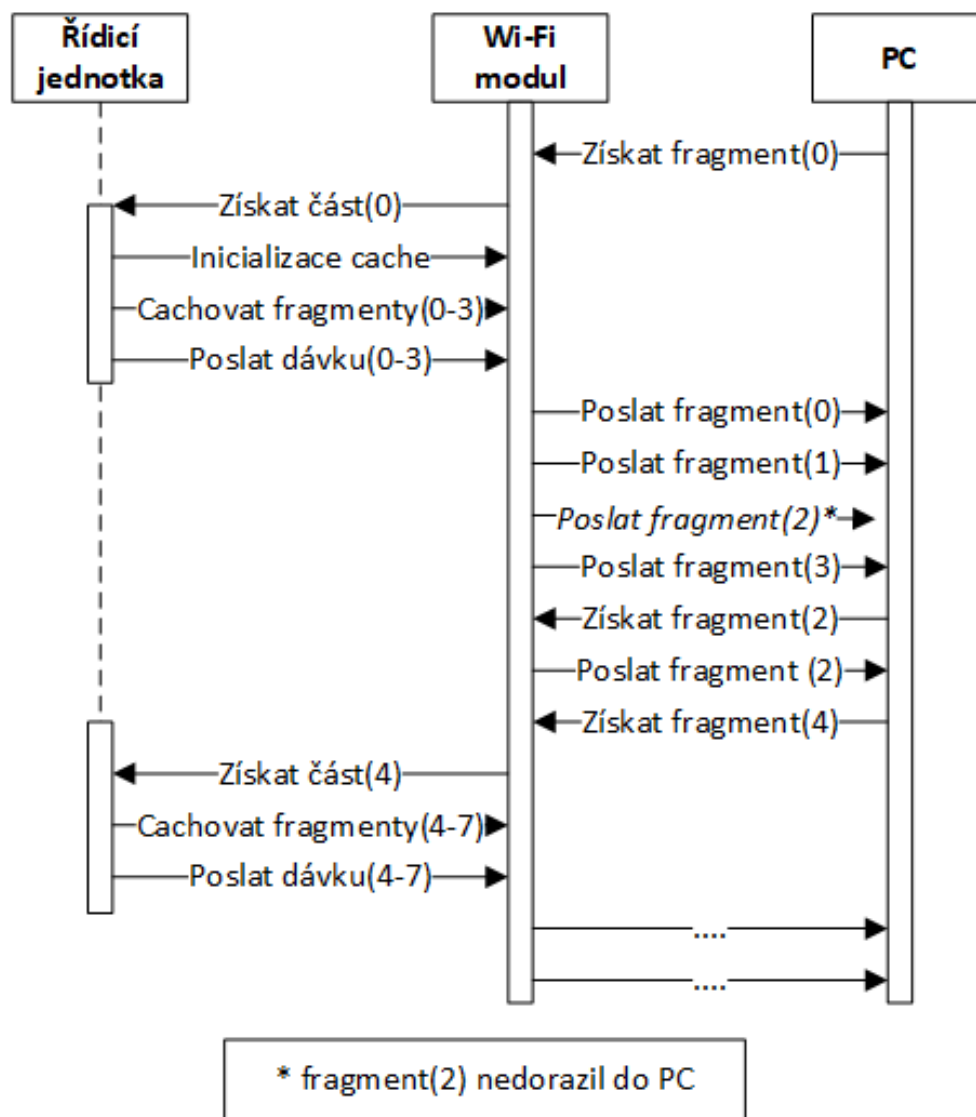 Řídicí
jednotka
Wi-Fi
modul
PC
Získat fragment(0)
Získat část(0)
Inicializace cache
Cachovat fragmenty(0-3)
Poslat dávku(0-3)
Poslat fragment(0)
Poslat fragment(1)
Poslat fragment(2)*
Poslat fragment(3)
Získat fragment(2)
Poslat fragment (2)
Získat fragment(4)
Získat část(4)
Cachovat fragmenty(4-7)
Poslat dávku(4-7)
....
....
* fragment(2) nedorazil do PC